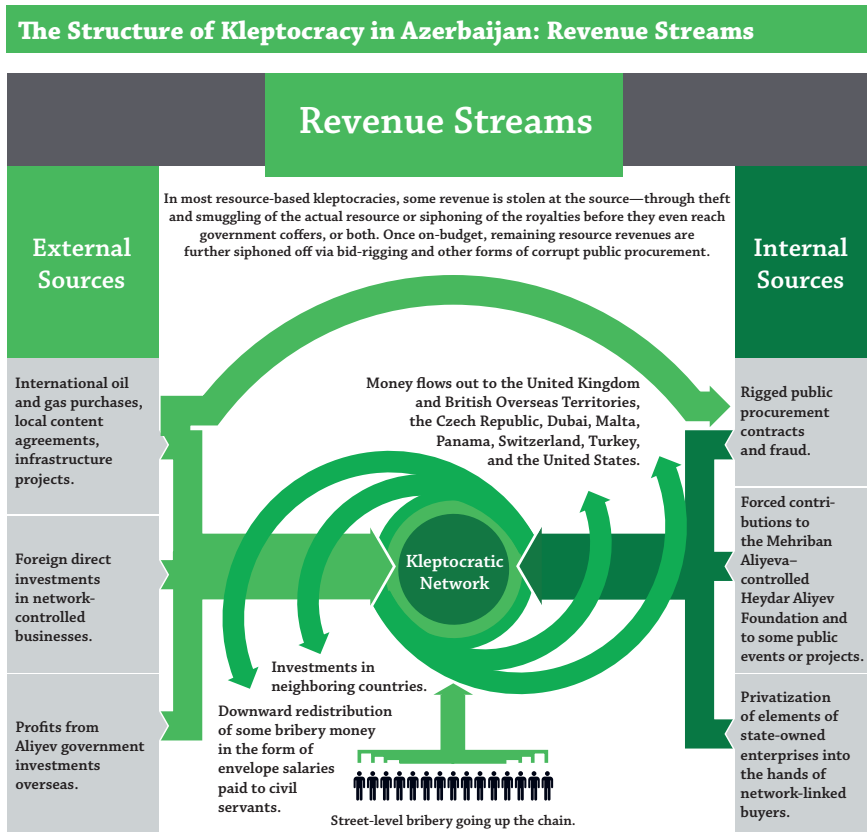 The Structure of Kleptocracy in Azerbaijan: Revenue Streams
Revenue Streams
In most resource-based kleptocracies, some revenue is stolen at the source—through theft
and smuggling of the actual resource or siphoning of the royalties before they even reach
government coffers, or both. Once on-budget, remaining resource revenues are
further siphoned off via bid-rigging and other forms of corrupt public procurement.
External
Sources
International oil
and gas purchases,
local content
agreements,
infrastructure
projects.
Foreign direct
investments
in network-
controlled
businesses.
Profits from
Aliyev government
investments
overseas.
Money flows out to the United Kingdom
and British Overseas Territories,
the Czech Republic, Dubai, Malta,
Panama, Switzerland, Turkey,
and the United States.
Kleptocratic
Network
Investments in
neighboring countries.
Downward redistribution
of some bribery money
in the form of
envelope salaries
paid to civil
servants.
Street-level bribery going up the chain.
Internal
Sources
Rigged public
procurement
contracts
and fraud.
Forced contri-
butions to
the Mehriban
Aliyeva–
controlled
Heydar Aliyev
Foundation and
to some public
events or projects.
Privatization
of elements of
state-owned
enterprises into
the hands of
network-linked
buyers.